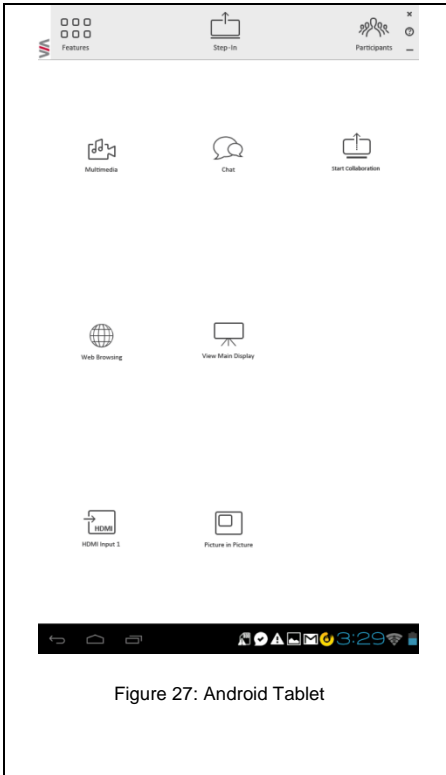 Features Step-In Participants
Multimedia Chat Start Collaboration
Web Browsing View Main Display
HDMI
HDMI Input 1 Picture in Picture
3:29
Figure 27: Android Tablet